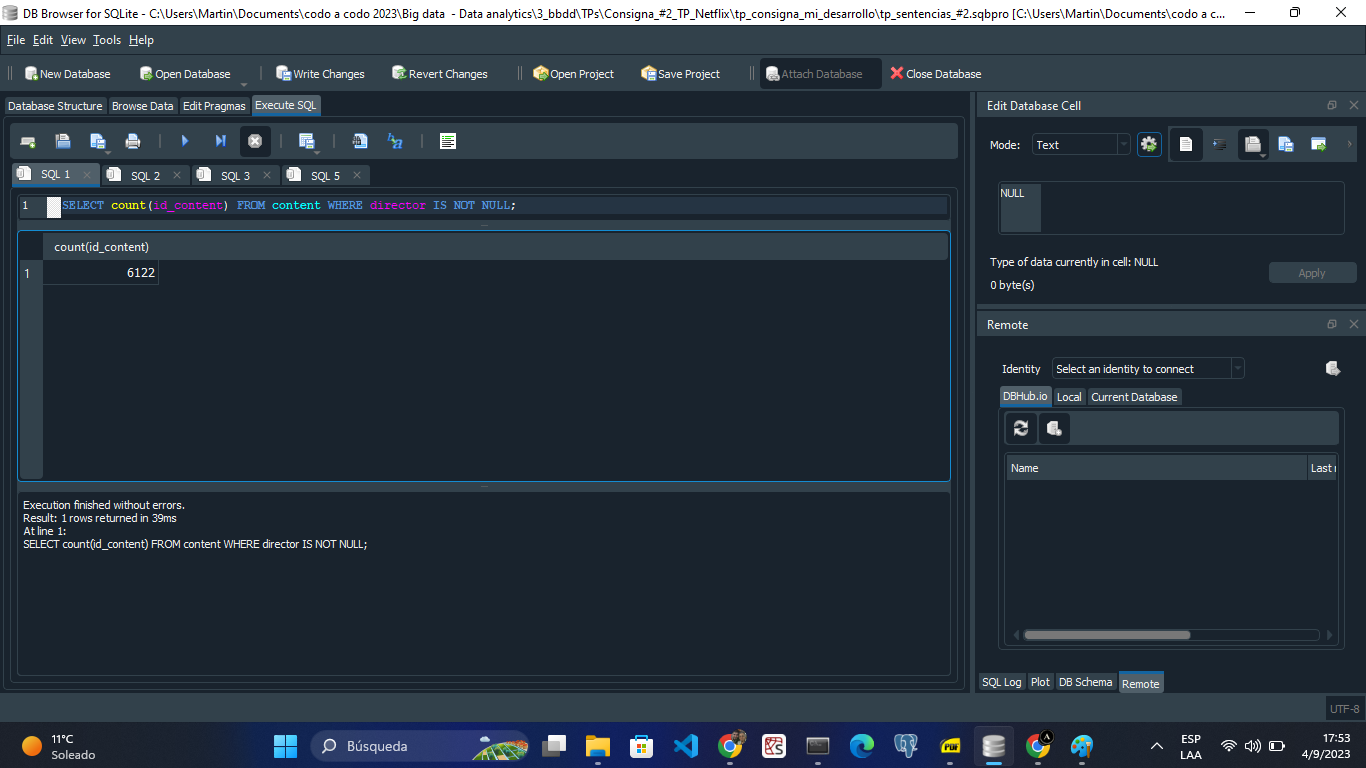 DB Browser for SQLite - C:\Users\Martin\Documents\codo a codo 2023\Big data - Data analytics\3_bbdd\TPs\Consigna_#2_TP_Netflix\tp_consigna_mi_desarrollo\tp_sentencias_#2.sqbpro [C:\Users\Martin\Documents\codo a c...
File Edit View Tools Help
New Database Open Database Write Changes Revert Changes Open Project Save Project Attach Database Close Database
Database Structure Browse Data Edit Pragmas Execute SQL
SQL 1 SQL 2 SQL 3 SQL 5
1 SELECT count(id_content) FROM content WHERE director IS NOT NULL;
count(id_content)
1 6122
Execution finished without errors.
Result: 1 rows returned in 39ms
At line 1:
SELECT count(id_content) FROM content WHERE director IS NOT NULL;
Edit Database Cell
Mode: Text
NULL
Type of data currently in cell: NULL
0 byte(s)
Apply
Remote
Identity Select an identity to connect
DBHub.io Local Current Database
Name Last
SQL Log Plot DB Schema Remote
UTF-8
11°C
Soleado
Búsqueda
PDF
A
ESP
LAA
17:53
4/9/2023